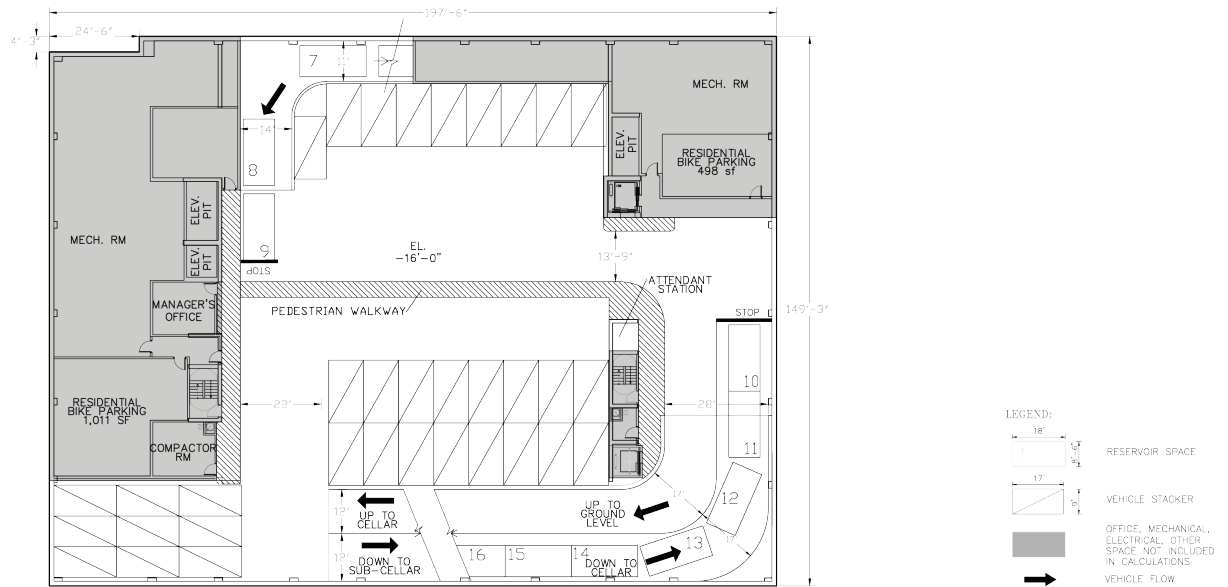 197'-6"
24'-6"
4'-3"
7
11'
MECH. RM
14'
8
ELEV.
PIT
RESIDENTIAL
BIKE PARKING
498 sf
ELEV.
PIT
MECH. RM
9
STOP
EL.
-16'-0"
13'-9"
ELEV.
PIT
ATTENDANT
STATION
MANAGER'S
OFFICE
PEDESTRIAN WALKWAY
STOP
149'-3"
10
RESIDENTIAL
BIKE PARKING
1,011 SF
22'
28'
COMPACTOR
RM
11
12'
UP TO
CELLAR
UP TO
GROUND
LEVEL
17'
12
12'
DOWN TO
SUB-CELLAR
16
15
14
DOWN TO
CELLAR
13
LEGEND:
18'
1
8'-6"
RESERVOIR SPACE
17'
9'
VEHICLE STACKER
OFFICE, MECHANICAL,
ELECTRICAL, OTHER
SPACE NOT INCLUDED
IN CALCULATIONS
VEHICLE FLOW